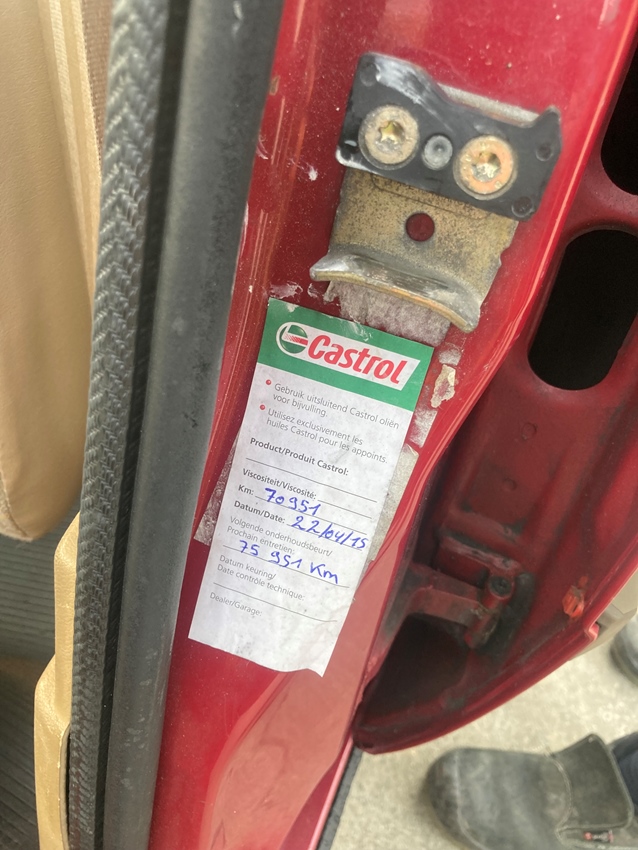 Castrol
• Gebruik uitsluitend Castrol oliën
voor bijvulling.
• Utilisez exclusivement les
huiles Castrol pour les appoints.
Product/Produit Castrol:
Viscositeit/Viscosité:
Km: 70951
Datum/Date: 22/04/15
Volgende onderhoudsbeurt/
Prochain entretien:
75 951 Km
Datum keuring/
Date contrôle technique:
Dealer/Garage: